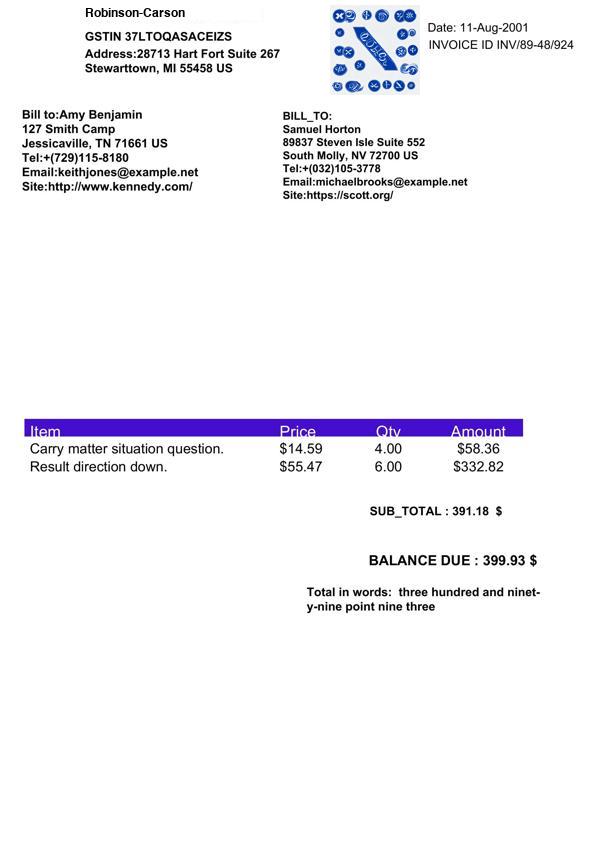 Robinson-Carson
GSTIN 37LTOQASACEIZS
Address:28713 Hart Fort Suite 267
Stewarttown, MI 55458 US
Date: 11-Aug-2001
INVOICE ID INV/89-48/924
Bill to:Amy Benjamin
127 Smith Camp
Jessicaville, TN 71661 US
Tel:+(729)115-8180
Email:keithjones@example.net
Site:http://www.kennedy.com/
BILL_TO:
Samuel Horton
89837 Steven Isle Suite 552
South Molly, NV 72700 US
Tel:+(032)105-3778
Email:michaelbrooks@example.net
Site:https://scott.org/
Item Price Qty Amount
Carry matter situation question. $14.59 4.00 $58.36
Result direction down. $55.47 6.00 $332.82
SUB_TOTAL : 391.18 $
BALANCE DUE : 399.93 $
Total in words: three hundred and ninet-
y-nine point nine three